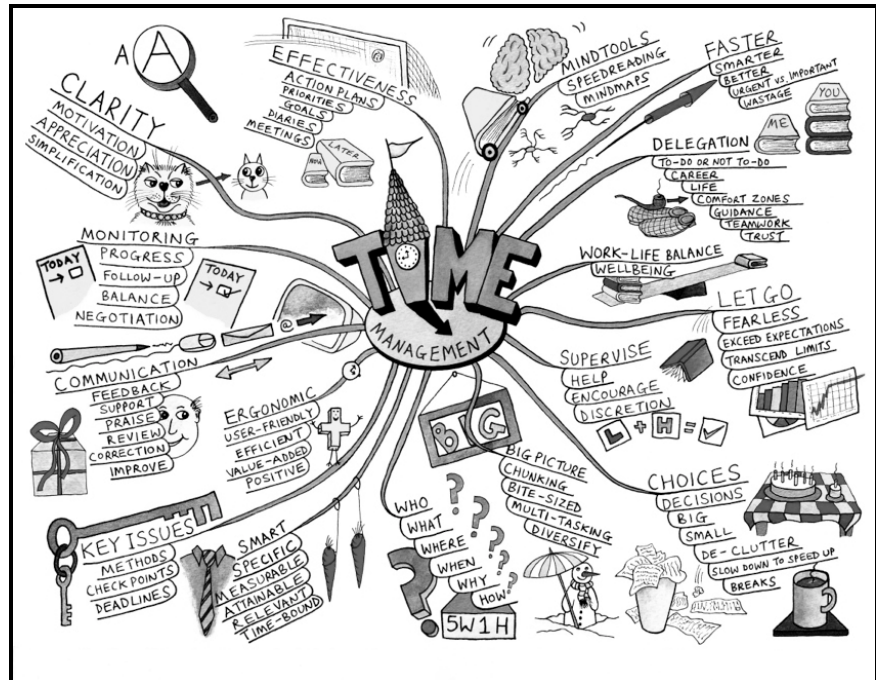 TIME
MANAGEMENT
A A
CLARITY
MOTIVATION
APPRECIATION
SIMPLIFICATION
EFFECTIVENESS
ACTION PLANS
PRIORITIES
GOALS
DIARIES
MEETINGS
@
NOW
LATER
MINDTOOLS
SPEEDREADING
MINDMAPS
FASTER
SMARTER
BETTER
URGENT VS. IMPORTANT
WASTAGE
ME
YOU
DELEGATION
TO-DO OR NOT TO-DO
CAREER
LIFE
COMFORT ZONES
GUIDANCE
TEAMWORK
TRUST
WORK-LIFE BALANCE
WELLBEING
LET GO
FEARLESS
EXCEED EXPECTATIONS
TRANSCEND LIMITS
CONFIDENCE
SUPERVISE
HELP
ENCOURAGE
DISCRETION
L + H =
CHOICES
DECISIONS
BIG
SMALL
DE-CLUTTER
SLOW DOWN TO SPEED UP
BREAKS
BIG
BIG PICTURE
CHUNKING
BITE-SIZED
MULTI-TASKING
DIVERSIFY
WHO
WHAT
WHERE
WHEN
WHY
HOW
? ? ? ? ? ? ?
5W1H
SMART
SPECIFIC
MEASURABLE
ATTAINABLE
RELEVANT
TIME-BOUND
ERGONOMIC
USER-FRIENDLY
EFFICIENT
VALUE-ADDED
POSITIVE
KEY ISSUES
METHODS
CHECKPOINTS
DEADLINES
COMMUNICATION
FEEDBACK
SUPPORT
PRAISE
REVIEW
CORRECTION
IMPROVE
@
MONITORING
PROGRESS
FOLLOW-UP
BALANCE
NEGOTIATION
TODAY
TODAY